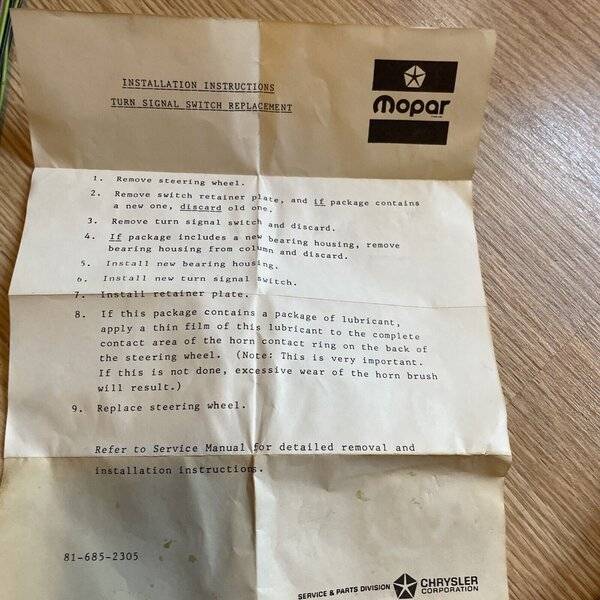 INSTALLATION INSTRUCTIONS
TURN SIGNAL SWITCH REPLACEMENT
Mopar
1. Remove steering wheel.
2. Remove switch retainer plate, and if package contains
a new one, discard old one.
3. Remove turn signal switch and discard.
4. If package includes a new bearing housing, remove
bearing housing from column and discard.
5. Install new bearing housing.
6. Install new turn signal switch.
7. Install retainer plate.
8. If this package contains a package of lubricant,
apply a thin film of this lubricant to the complete
contact area of the horn contact ring on the back of
the steering wheel. (Note: This is very important.
If this is not done, excessive wear of the horn brush
will result.)
9. Replace steering wheel.
Refer to Service Manual for detailed removal and
installation instructions.
81-685-2305
SERVICE & PARTS DIVISION CHRYSLER
CORPORATION